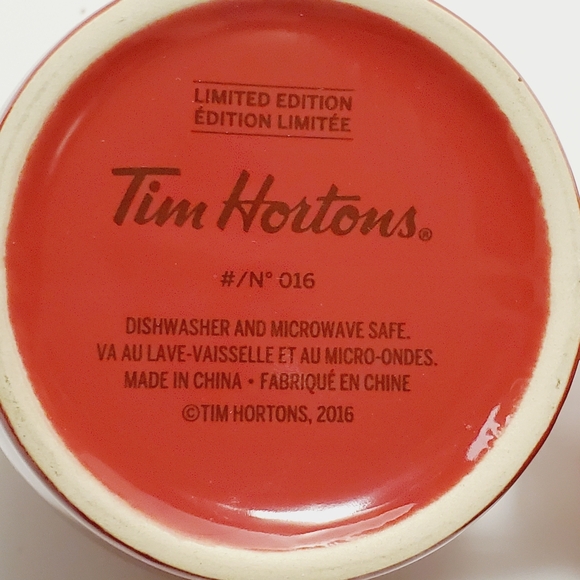 LIMITED EDITION
ÉDITION LIMITÉE
Tim Hortons®
#/N° 016
DISHWASHER AND MICROWAVE SAFE.
VA AU LAVE-VAISSELLE ET AU MICRO-ONDES.
MADE IN CHINA • FABRIQUÉ EN CHINE
©TIM HORTONS, 2016